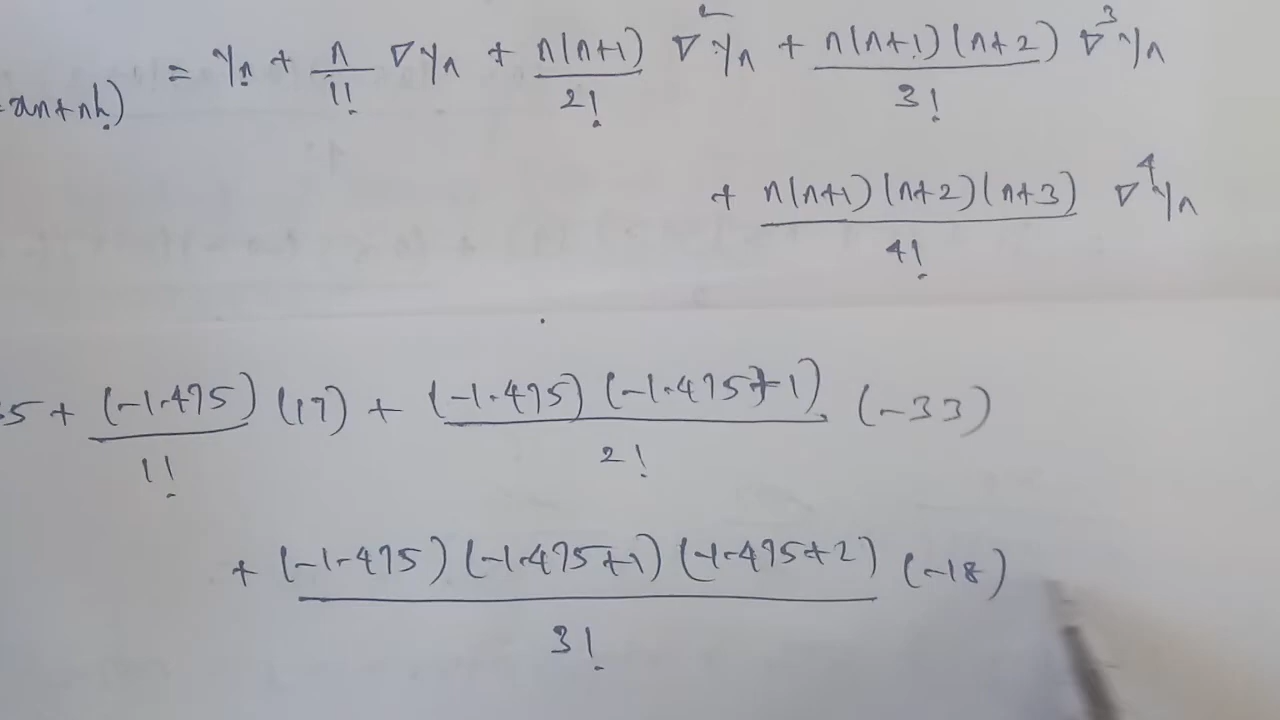 = yn + n/1! ∇yn + n(n+1)/2! ∇²yn + n(n+1)(n+2)/3! ∇³yn
xn+nh)
+ n(n+1)(n+2)(n+3)/4! ∇⁴yn
5 + (-1.475)/1! (17) + (-1.475)(-1.475+1)/2! (-33)
+ (-1.475)(-1.475+1)(-1.475+2)/3! (-18)